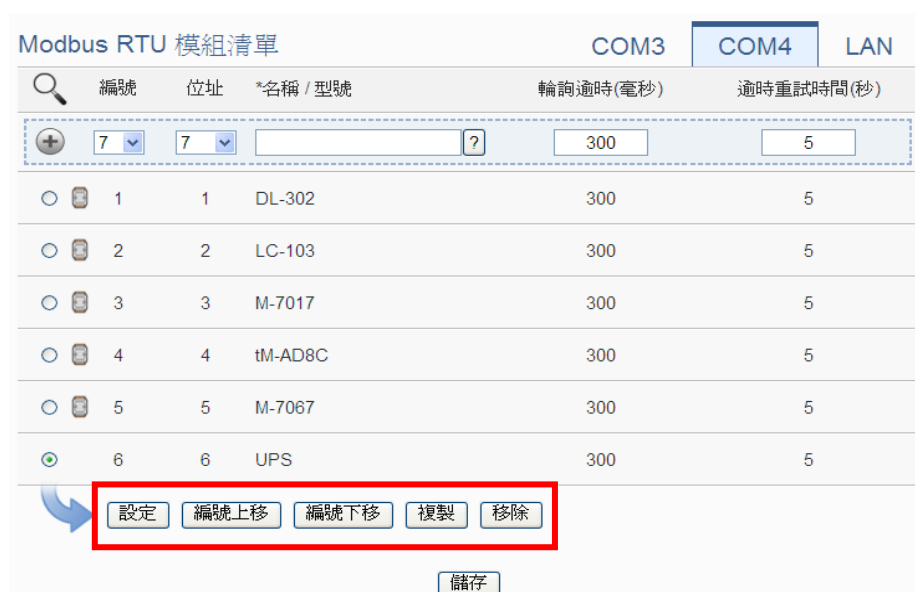 Modbus RTU 模組清單 COM3 COM4 LAN
編號 位址 *名稱 / 型號 輪詢逾時(毫秒) 逾時重試時間(秒)
7 7 ? 300 5
1 1 DL-302 300 5
2 2 LC-103 300 5
3 3 M-7017 300 5
4 4 tM-AD8C 300 5
5 5 M-7067 300 5
6 6 UPS 300 5
設定 編號上移 編號下移 複製 移除
儲存